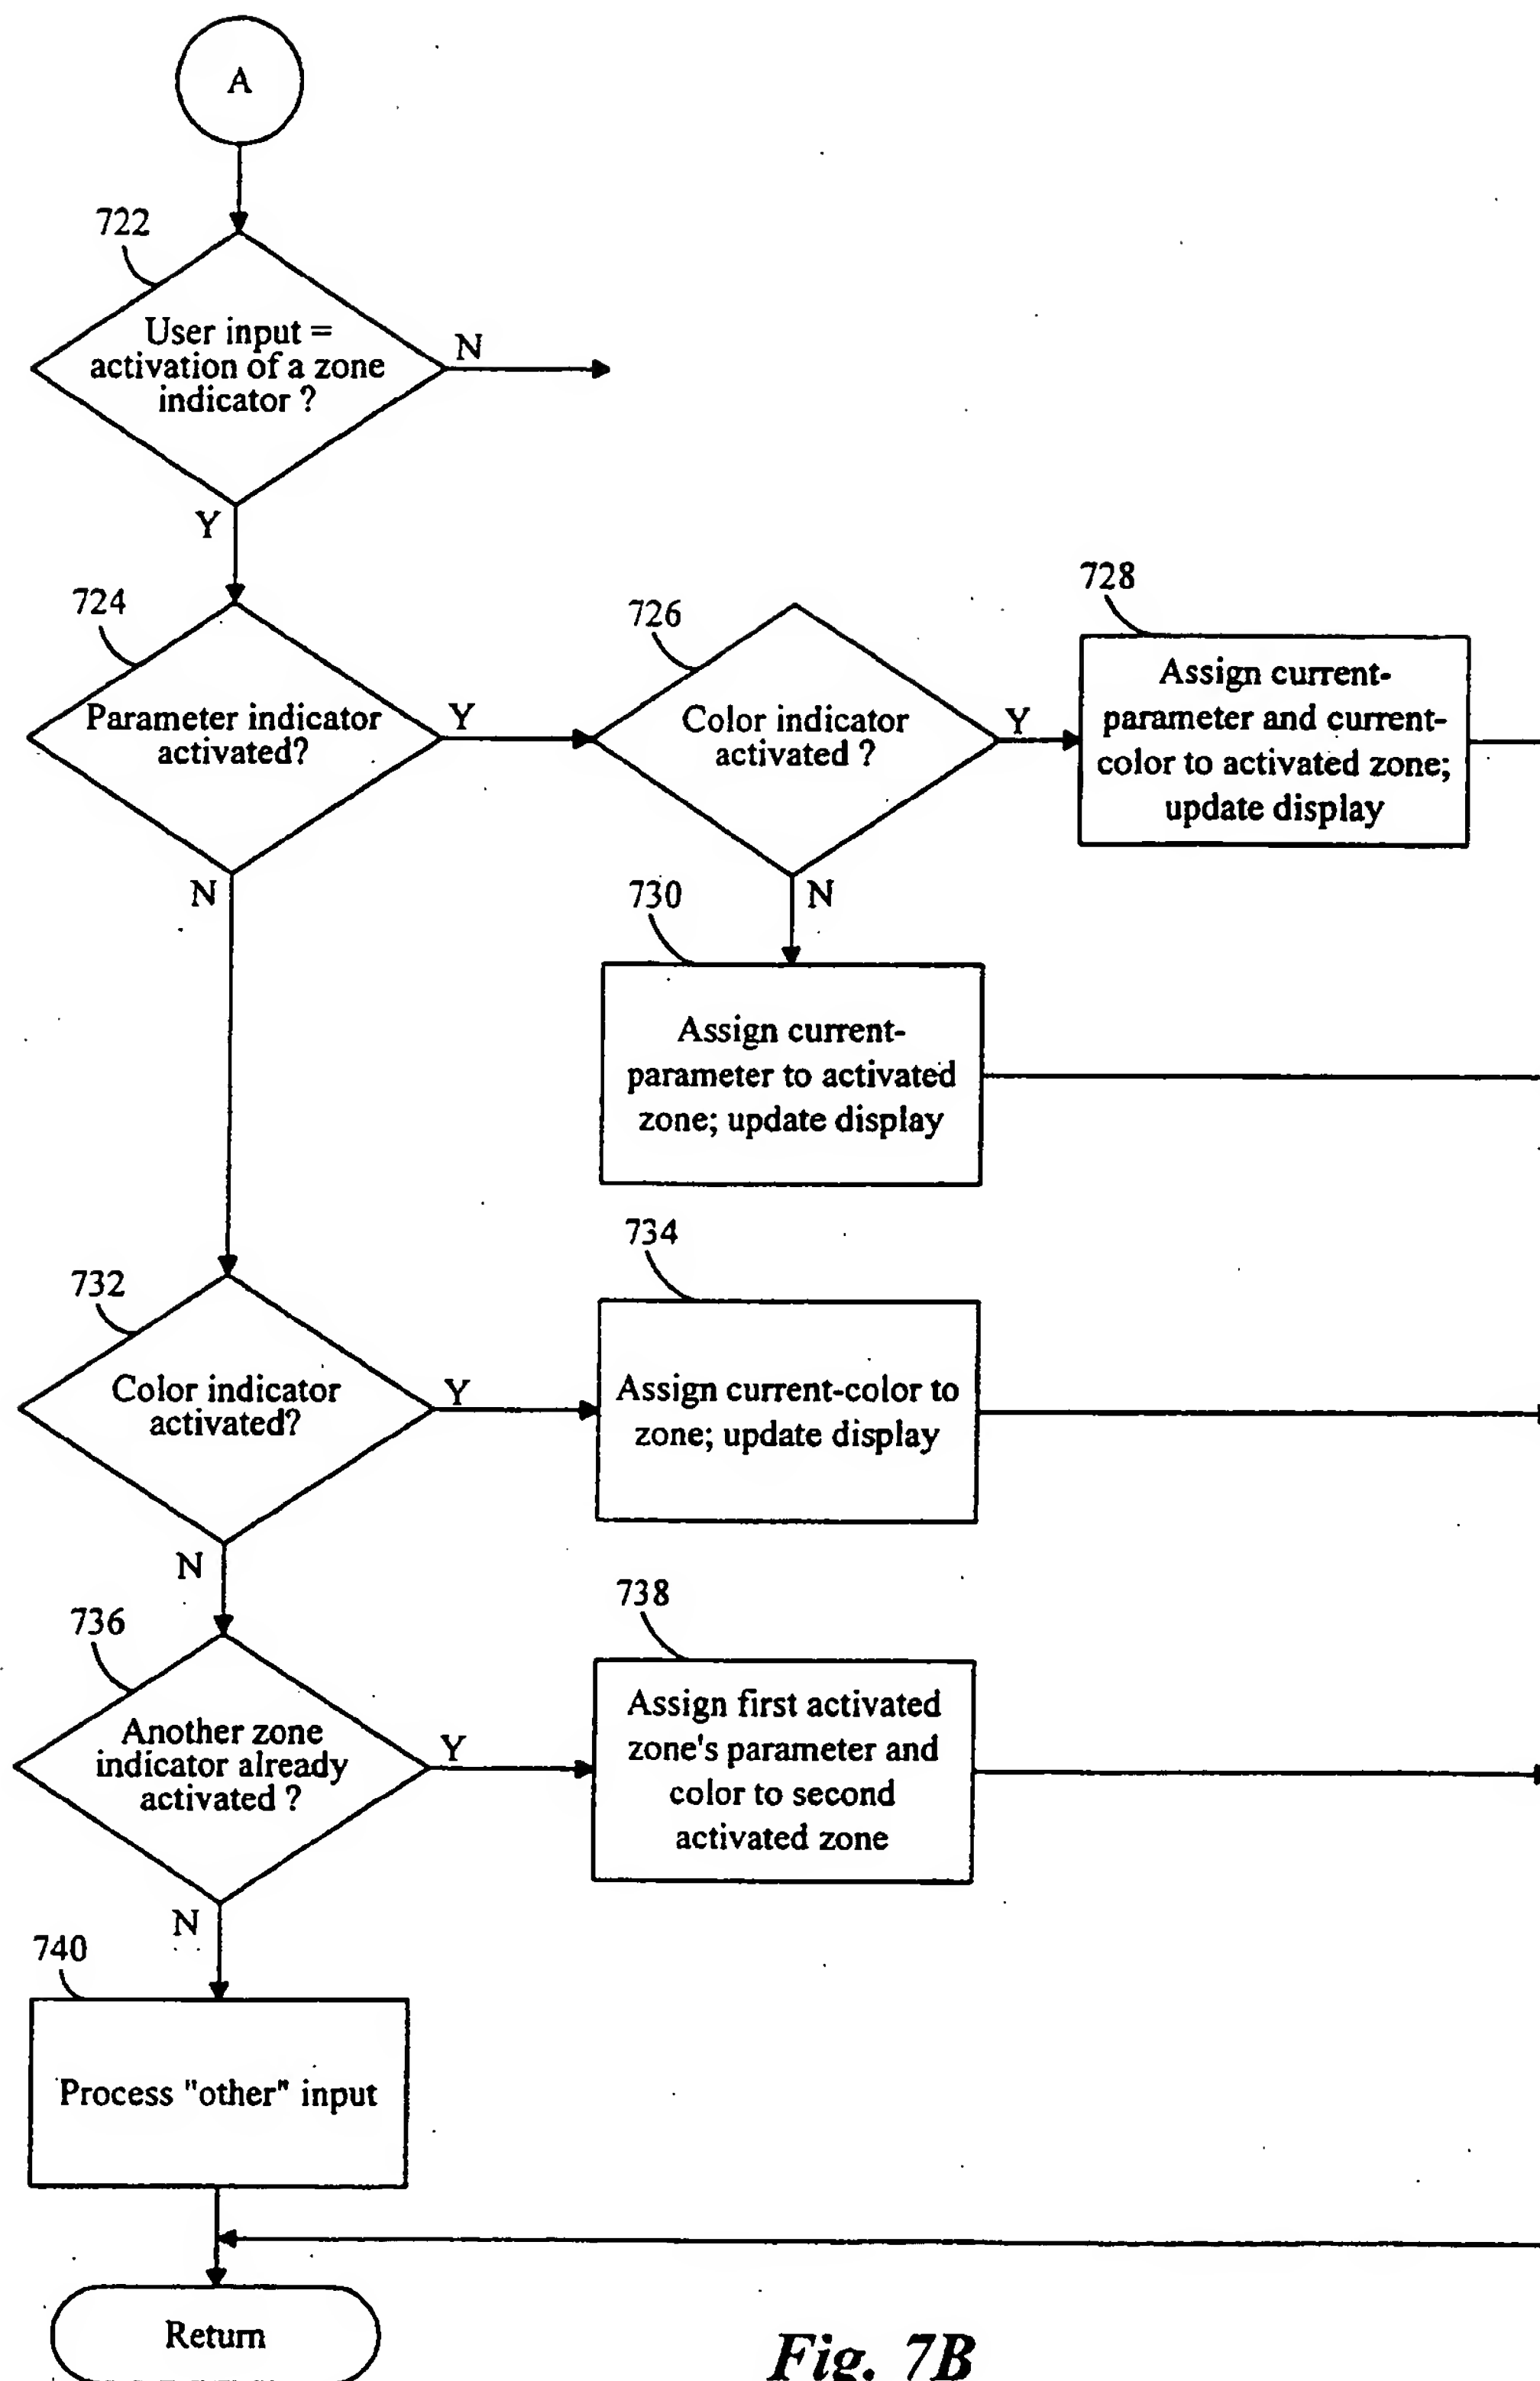 A
722
User input =
activation of a zone
indicator ?
N
Y
724
Parameter indicator
activated?
Y
N
726
Color indicator
activated ?
Y
N
728
Assign current-
parameter and current-
color to activated zone;
update display
730
Assign current-
parameter to activated
zone; update display
732
Color indicator
activated?
Y
N
734
Assign current-color to
zone; update display
736
Another zone
indicator already
activated ?
Y
N
738
Assign first activated
zone's parameter and
color to second
activated zone
740
Process "other" input
Return
Fig. 7B